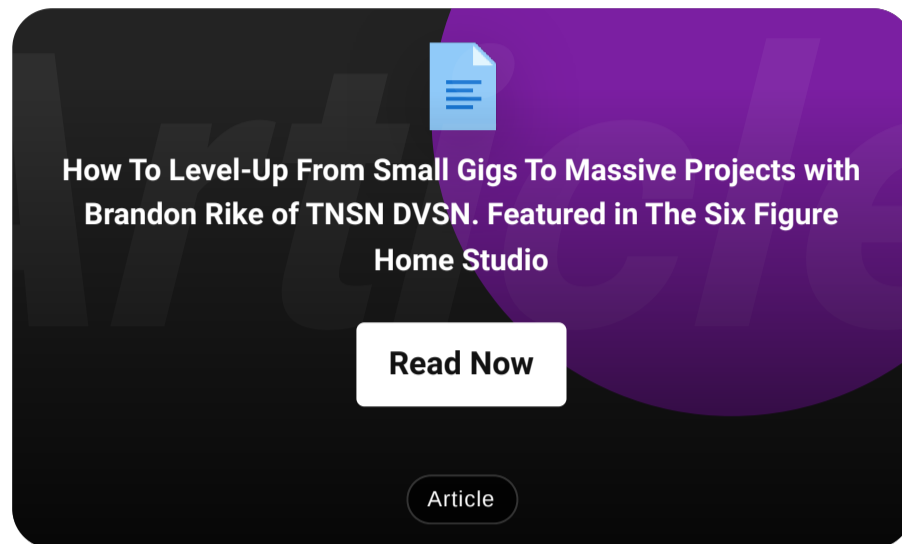 Article
How To Level-Up From Small Gigs To Massive Projects with
Brandon Rike of TNSN DVSN. Featured in The Six Figure
Home Studio
Read Now
Article